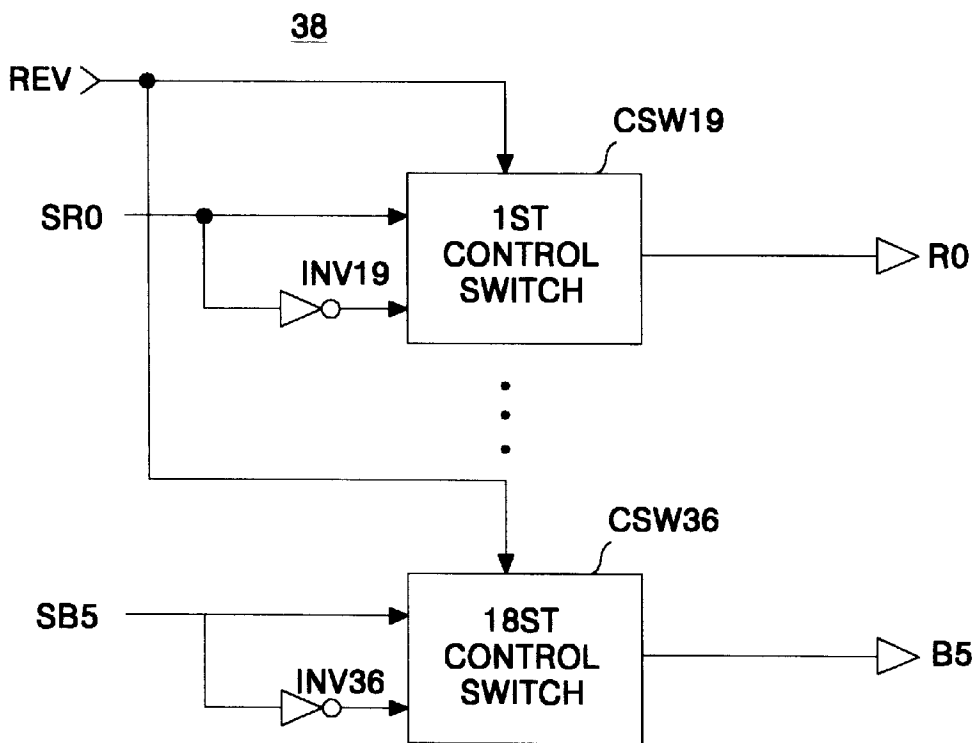 38
REV
CSW19
SR0
1ST
CONTROL
SWITCH
R0
INV19
CSW36
SB5
18ST
CONTROL
SWITCH
B5
INV36